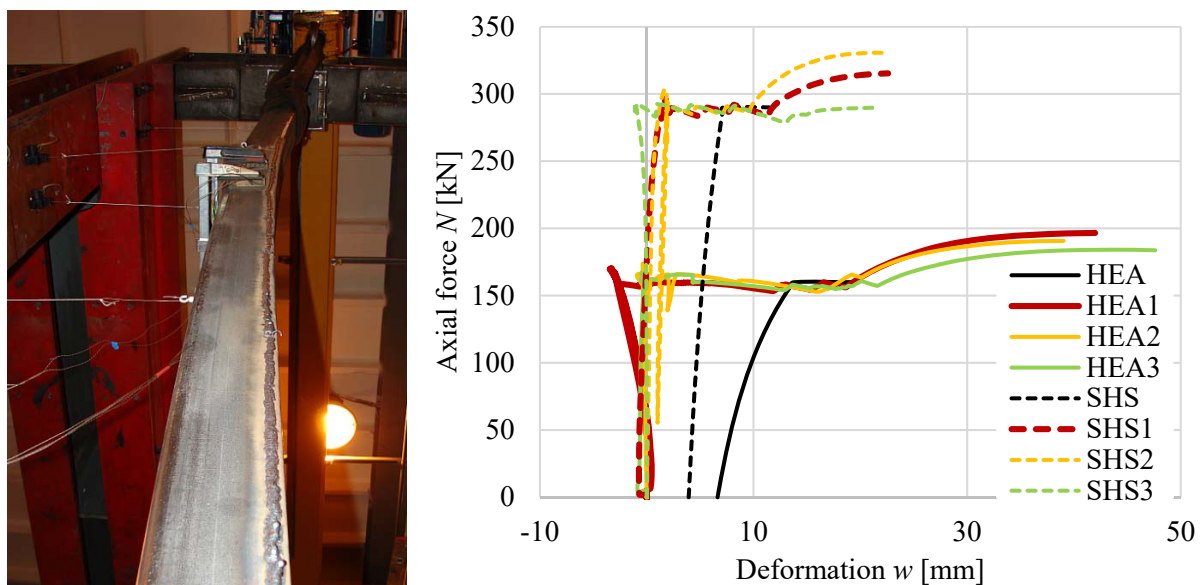 350
300
250
200
150
100
50
0
-10
10
30
50
Axial force N [kN]
Deformation w [mm]
HEA
HEA1
HEA2
HEA3
SHS
SHS1
SHS2
SHS3